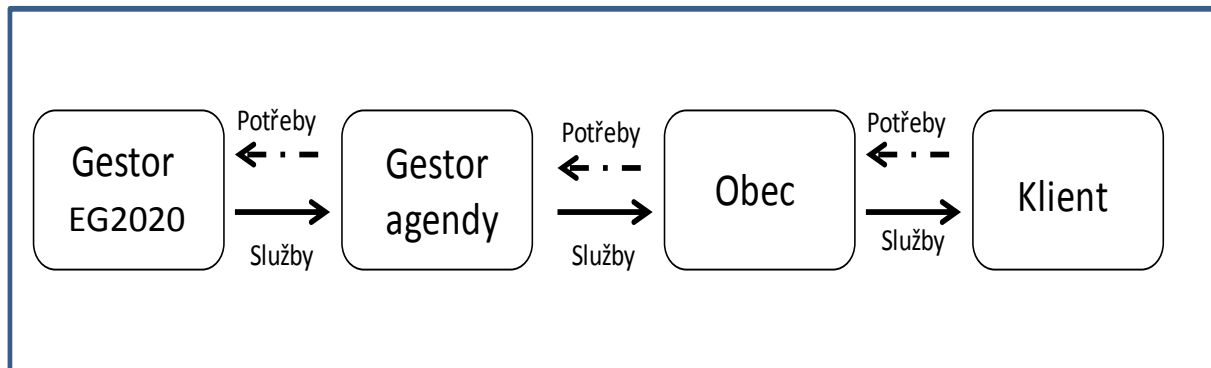 Potřeby
Potřeby
Potřeby
Gestor
EG2020
Gestor
agendy
Obec
Klient
Služby
Služby
Služby